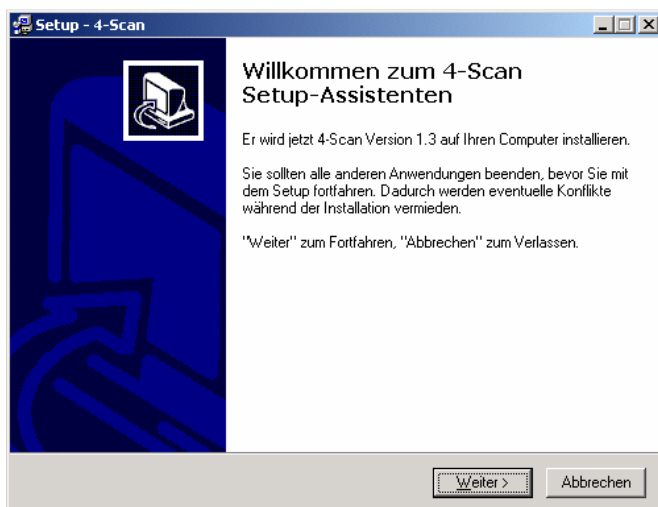 Setup - 4-Scan
Willkommen zum 4-Scan
Setup-Assistenten
Er wird jetzt 4-Scan Version 1.3 auf Ihren Computer installieren.
Sie sollten alle anderen Anwendungen beenden, bevor Sie mit
dem Setup fortfahren. Dadurch werden eventuelle Konflikte
während der Installation vermieden.
"Weiter" zum Fortfahren, "Abbrechen" zum Verlassen.
Weiter > Abbrechen